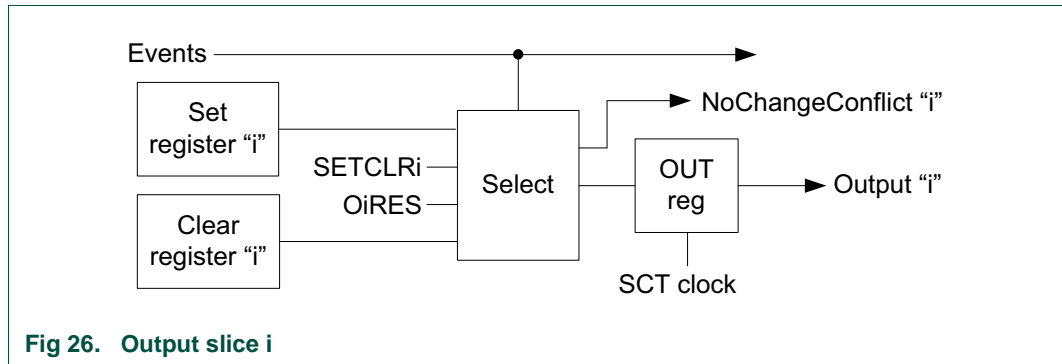 Events
Set
register “i”
NoChangeConflict “i”
SETCLRi
OiRES
Select
OUT
reg
Output “i”
Clear
register “i”
SCT clock
Fig 26. Output slice i